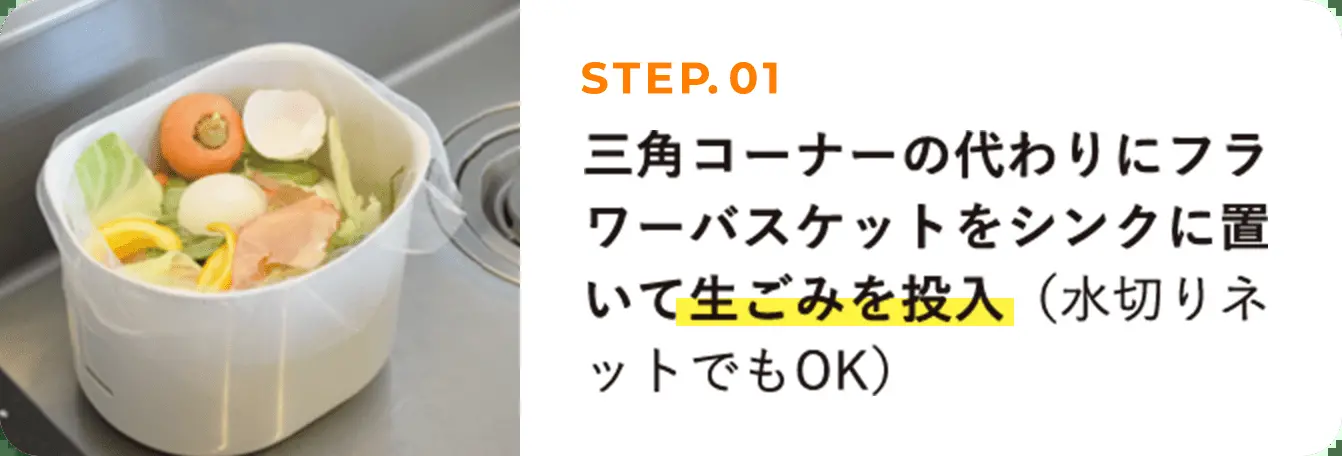 STEP. 01
三角コーナーの代わりにフラ
ワーバスケットをシンクに置
いて生ごみを投入（水切りネ
ットでもOK）